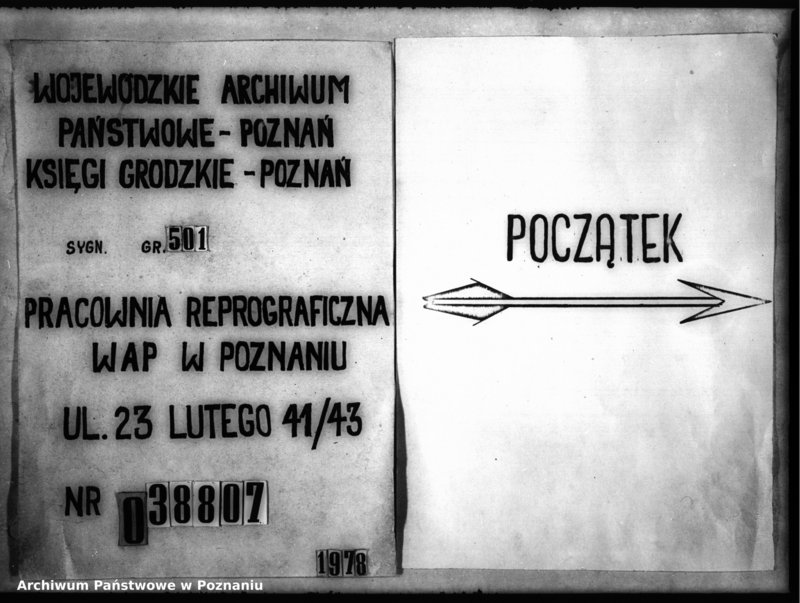 WOJEWÓDZKIE ARCHIWUM
PAŃSTWOWE - POZNAŃ
KSIĘGI GRODZKIE - POZNAŃ
SYGN. GR. 501
PRACOWNIA REPROGRAFICZNA
WAP W POZNANIU
UL. 23 LUTEGO 41/43
NR 038807
1978
POCZĄTEK
Archiwum Państwowe w Poznaniu